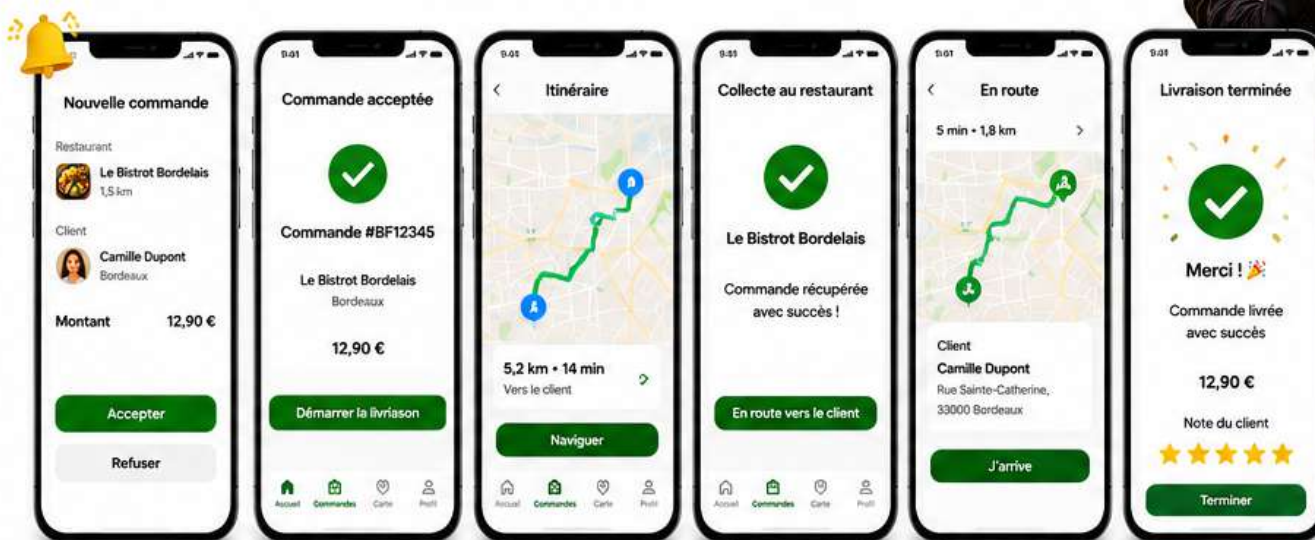 Nouvelle commande
Restaurant
Le Bistrot Bordelais
1,5 km
Client
Camille Dupont
Bordeaux
Montant 12,90 €
Accepter
Refuser
9:41
Commande acceptée
Commande #BF12345
Le Bistrot Bordelais
Bordeaux
12,90 €
Démarrer la livriason
Accueil Commandes Carte Profil
Itinéraire
5,2 km • 14 min
Vers le client
Naviguer
Accueil Commandes Carte Profil
Collecte au restaurant
Le Bistrot Bordelais
Commande récupérée
avec succès !
En route vers le client
Accueil Commandes Carte Profil
En route
5 min • 1,8 km
Client
Camille Dupont
Rue Sainte-Catherine,
33000 Bordeaux
J'arrive
Livraison terminée
Merci !
Commande livrée
avec succès
12,90 €
Note du client
Terminer